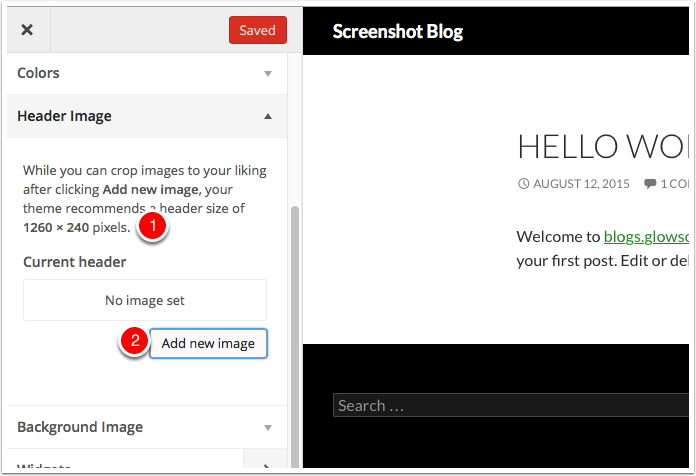 Saved
Colors
Header Image
While you can crop images to your liking
after clicking Add new image, your
theme recommends a header size of
1260 × 240 pixels.
1
Current header
No image set
2
Add new image
Background Image
Widgets
Screenshot Blog
HELLO WO
AUGUST 12, 2015 1 CO
Welcome to blogs.glowsc
your first post. Edit or del
Search …